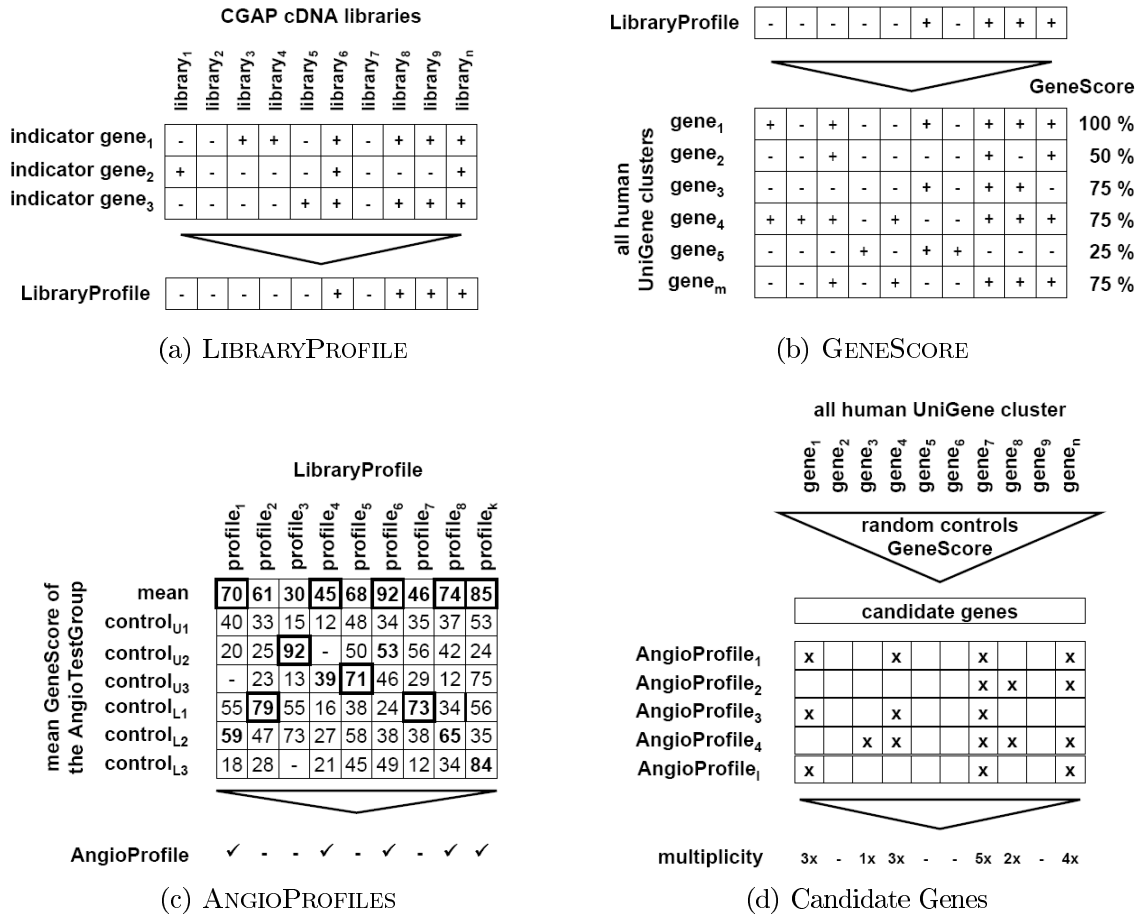 CGAP cDNA libraries
library1 library2 library3 library4 library5 library6 library7 library8 library9 libraryn
indicator gene1 - - + + - + - + + +
indicator gene2 + - - - - + - - - +
indicator gene3 - - - - + + - + + +
LibraryProfile - - - - - + - + + +
(a) LIBRARYPROFILE
LibraryProfile - - - - - + - + + +
GeneScore
all human UniGene clusters
gene1 + - + - - + - + + + 100 %
gene2 - - + - - - - + - + 50 %
gene3 - - - - - + - + + - 75 %
gene4 + + + - + - - + + + 75 %
gene5 - - - + - + + - - - 25 %
genem - - + - + - - + + + 75 %
(b) GENESCORE
LibraryProfile
profile1 profile2 profile3 profile4 profile5 profile6 profile7 profile8 profilek
mean GeneScore of the AngioTestGroup
mean 70 61 30 45 68 92 46 74 85
controlU1 40 33 15 12 48 34 35 37 53
controlU2 20 25 92 - 50 53 56 42 24
controlU3 - 23 13 39 71 46 29 12 75
controlL1 55 79 55 16 38 24 73 34 56
controlL2 59 47 73 27 58 38 38 65 35
controlL3 18 28 - 21 45 49 12 34 84
AngioProfile ✓ - - ✓ - ✓ - ✓ ✓
(c) ANGIOPROFILES
all human UniGene cluster
gene1 gene2 gene3 gene4 gene5 gene6 gene7 gene8 gene9 genen
random controls
GeneScore
candidate genes
AngioProfile1 x x x x
AngioProfile2 x x x
AngioProfile3 x x x
AngioProfile4 x x x x x
AngioProfilel x x x
multiplicity 3x - 1x 3x - - 5x 2x - 4x
(d) Candidate Genes